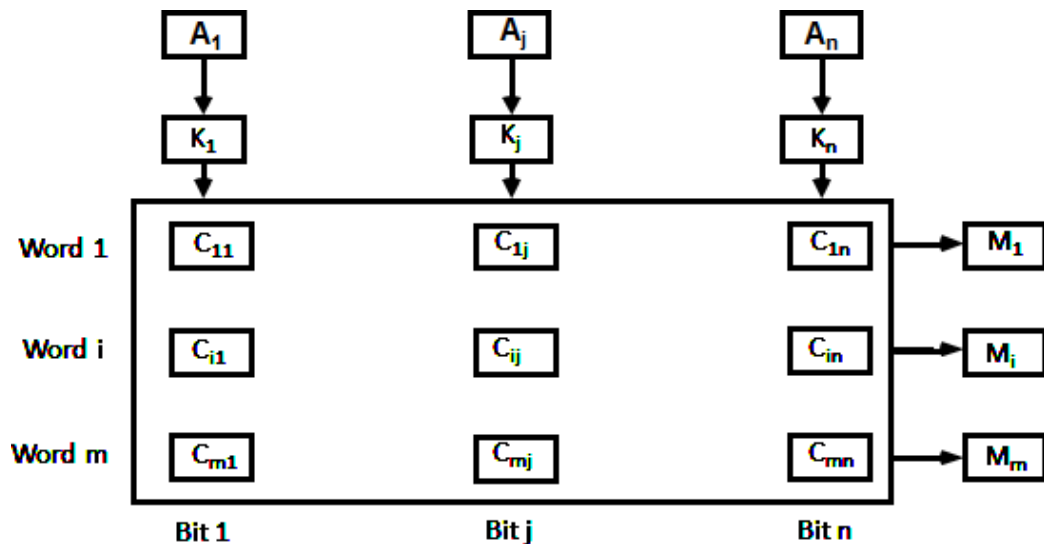 A₁ Aⱼ Aₙ
K₁ Kⱼ Kₙ
Word 1 C₁₁ C₁ⱼ C₁ₙ M₁
Word i Cᵢ₁ Cᵢⱼ Cᵢₙ Mᵢ
Word m Cₘ₁ Cₘⱼ Cₘₙ Mₘ
Bit 1 Bit j Bit n